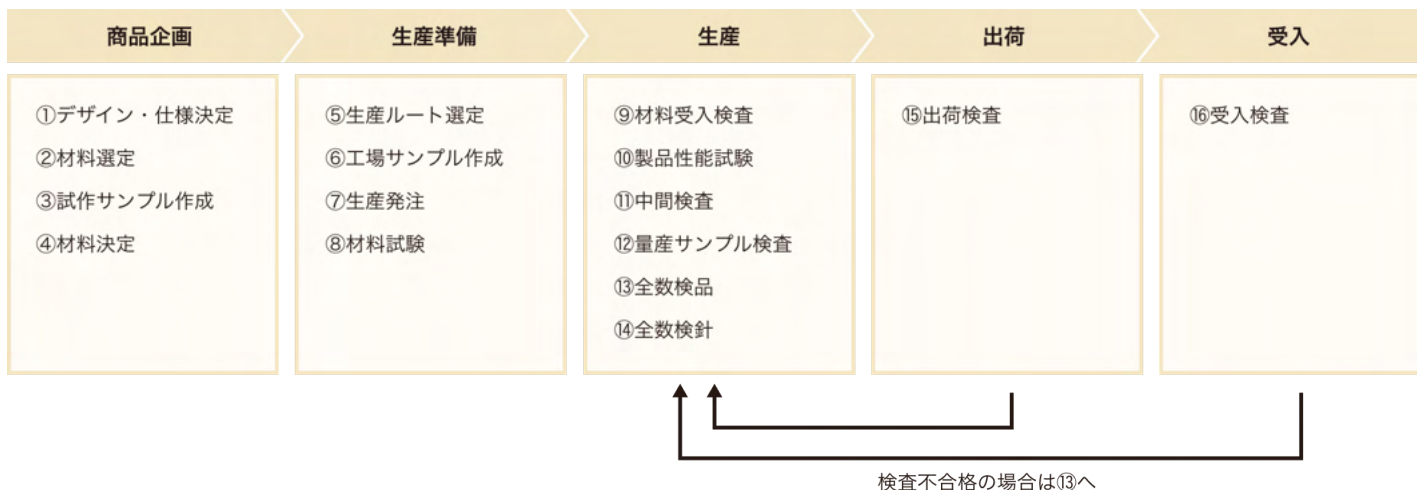 商品企画
①デザイン・仕様決定
②材料選定
③試作サンプル作成
④材料決定
生産準備
⑤生産ルート選定
⑥工場サンプル作成
⑦生産発注
⑧材料試験
生産
⑨材料受入検査
⑩製品性能試験
⑪中間検査
⑫量産サンプル検査
⑬全数検品
⑭全数検針
出荷
⑮出荷検査
受入
⑯受入検査
検査不合格の場合は⑬へ